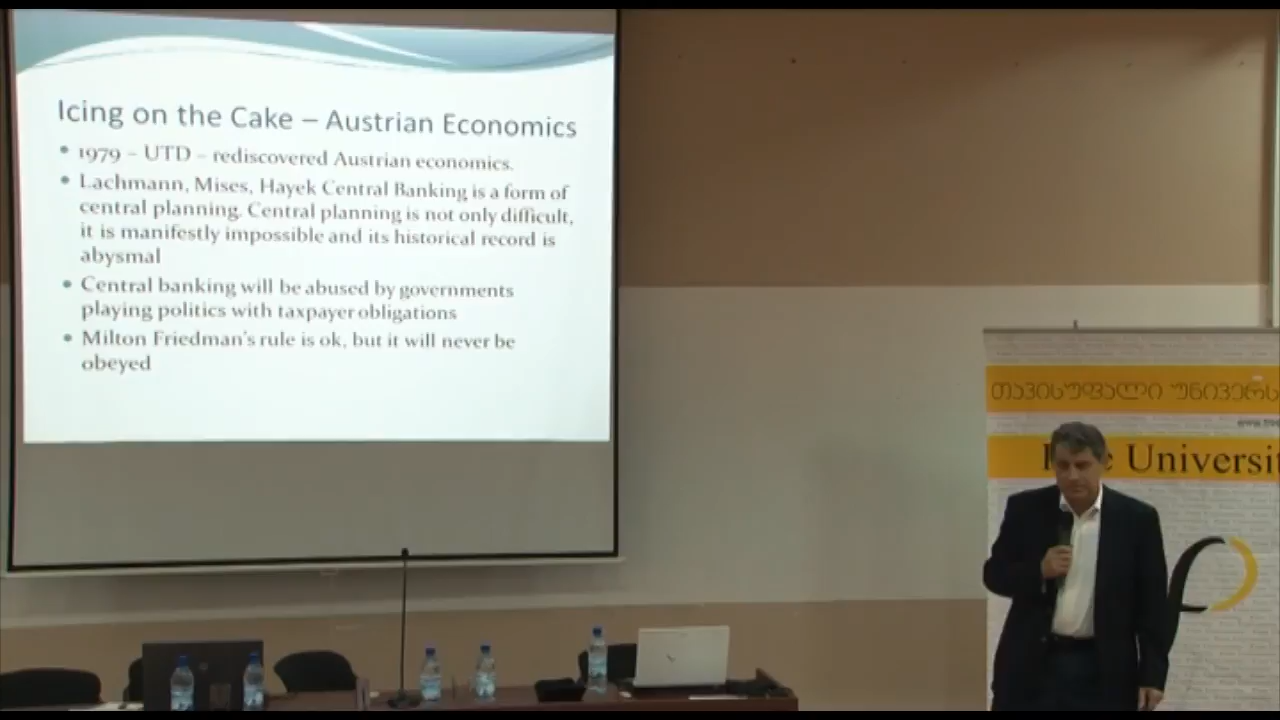 Icing on the Cake – Austrian Economics
• 1979 – UTD – rediscovered Austrian economics.
• Lachmann, Mises, Hayek Central Banking is a form of
central planning. Central planning is not only difficult,
it is manifestly impossible and its historical record is
abysmal
• Central banking will be abused by governments
playing politics with taxpayer obligations
• Milton Friedman's rule is ok, but it will never be
obeyed
თავისუფალი უნივერს
Universit